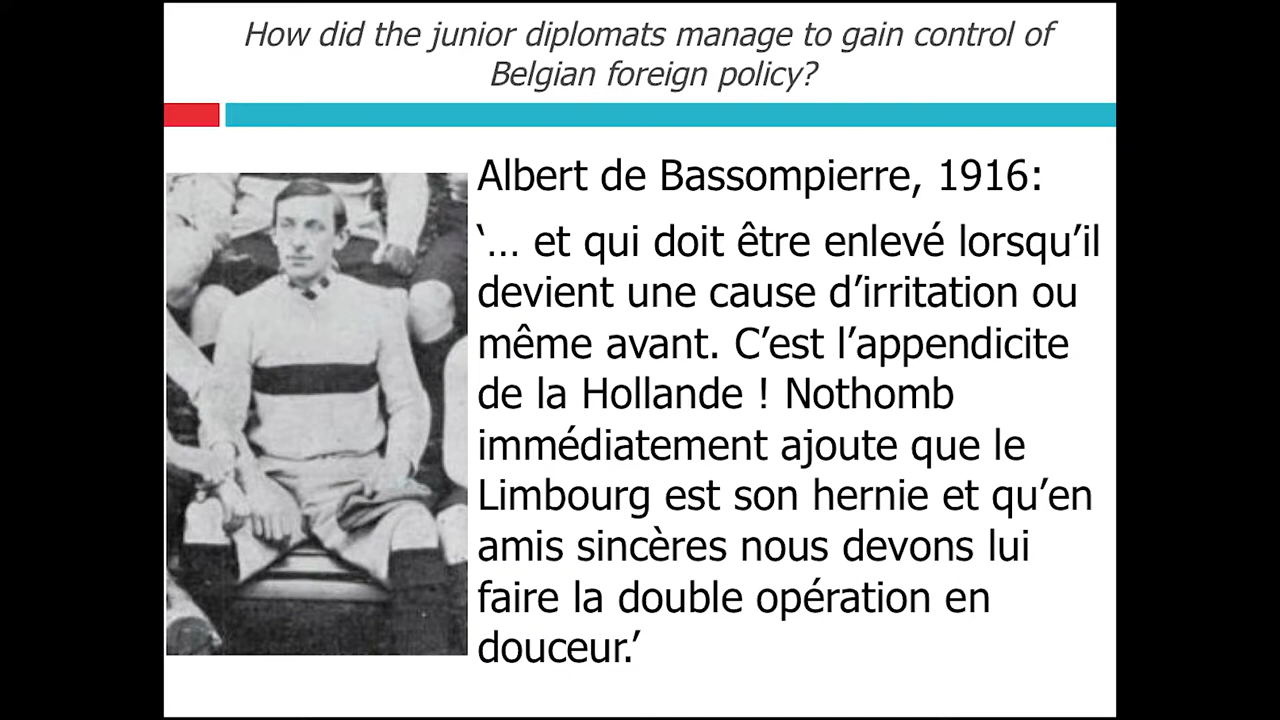 How did the junior diplomats manage to gain control of
Belgian foreign policy?
Albert de Bassompierre, 1916:
‘… et qui doit être enlevé lorsqu’il
devient une cause d’irritation ou
même avant. C’est l’appendicite
de la Hollande ! Nothomb
immédiatement ajoute que le
Limbourg est son hernie et qu’en
amis sincères nous devons lui
faire la double opération en
douceur.’